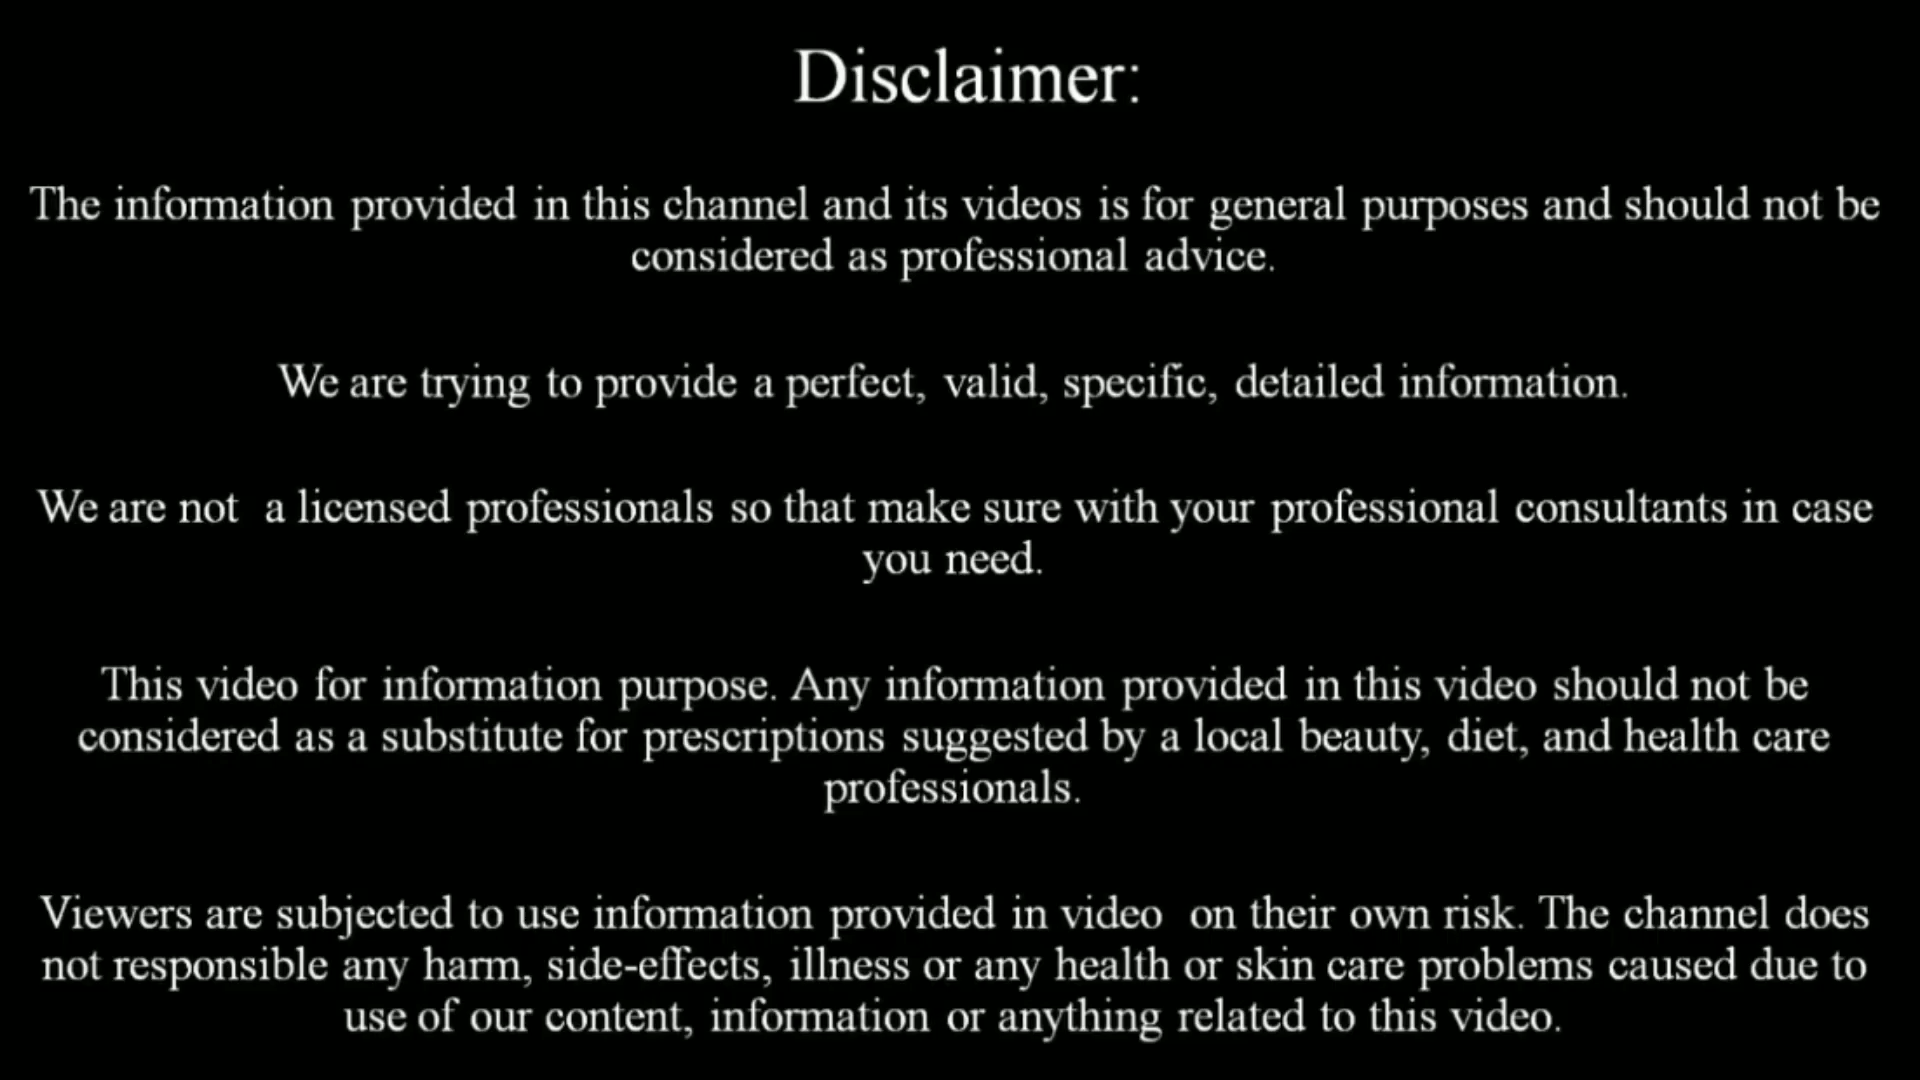 Disclaimer:
The information provided in this channel and its videos is for general purposes and should not be
considered as professional advice.
We are trying to provide a perfect, valid, specific, detailed information.
We are not a licensed professionals so that make sure with your professional consultants in case
you need.
This video for information purpose. Any information provided in this video should not be
considered as a substitute for prescriptions suggested by a local beauty, diet, and health care
professionals.
Viewers are subjected to use information provided in video on their own risk. The channel does
not responsible any harm, side-effects, illness or any health or skin care problems caused due to
use of our content, information or anything related to this video.